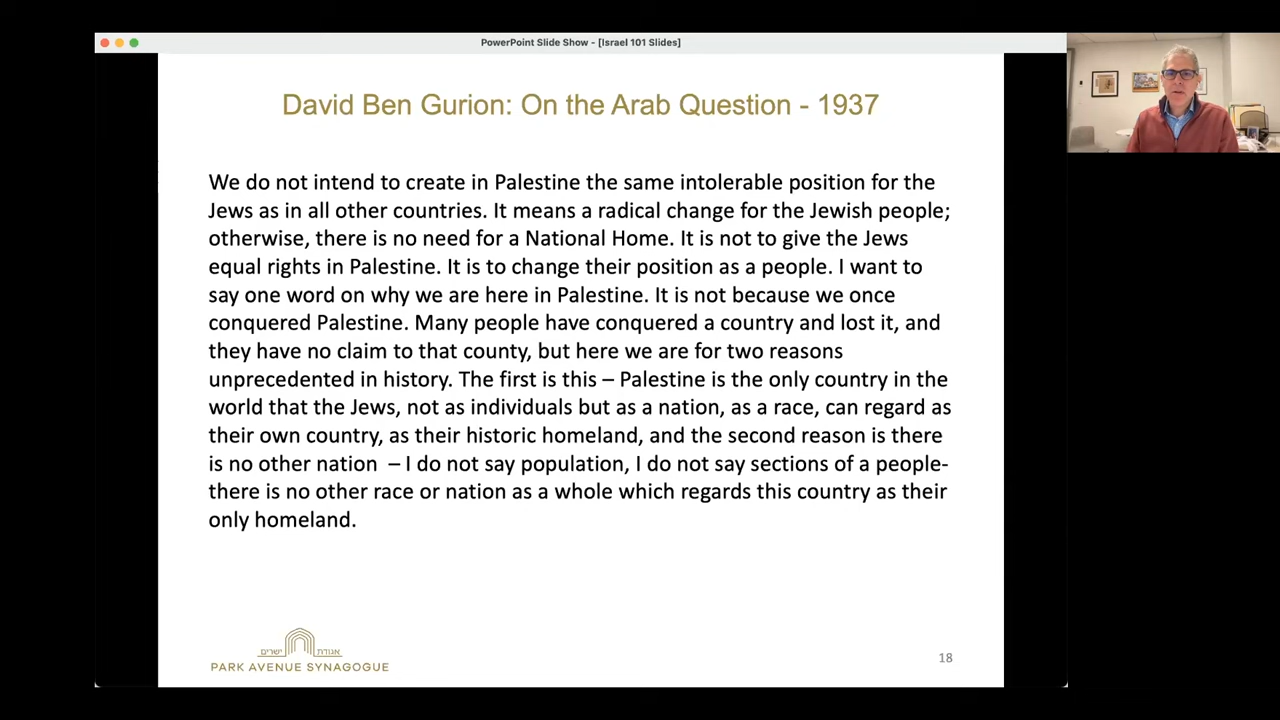 PowerPoint Slide Show - [Israel 101 Slides]
David Ben Gurion: On the Arab Question - 1937
We do not intend to create in Palestine the same intolerable position for the
Jews as in all other countries. It means a radical change for the Jewish people;
otherwise, there is no need for a National Home. It is not to give the Jews
equal rights in Palestine. It is to change their position as a people. I want to
say one word on why we are here in Palestine. It is not because we once
conquered Palestine. Many people have conquered a country and lost it, and
they have no claim to that county, but here we are for two reasons
unprecedented in history. The first is this – Palestine is the only country in the
world that the Jews, not as individuals but as a nation, as a race, can regard as
their own country, as their historic homeland, and the second reason is there
is no other nation – I do not say population, I do not say sections of a people-
there is no other race or nation as a whole which regards this country as their
only homeland.
אגודת ישרים
PARK AVENUE SYNAGOGUE
18